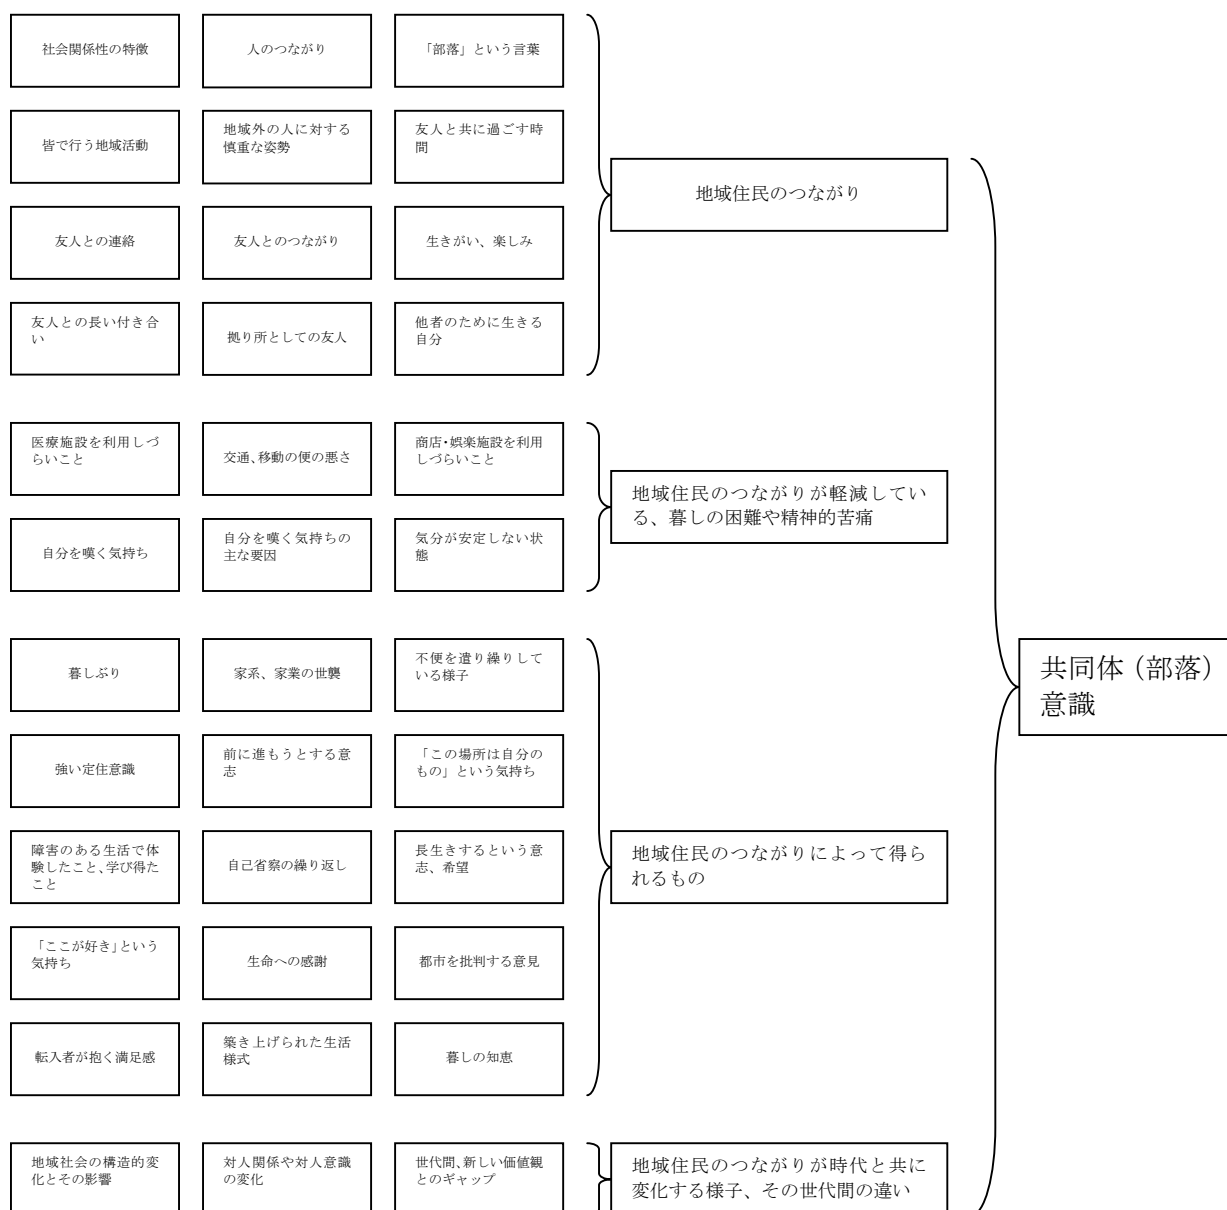 社会関係性の特徴
人のつながり
「部落」という言葉
皆で行う地域活動
地域外の人に対する
慎重な姿勢
友人と共に過ごす時
間
友人との連絡
友人とのつながり
生きがい、楽しみ
友人との長い付き合
い
拠り所としての友人
他者のために生きる
自分
地域住民のつながり
医療施設を利用しづ
らいこと
交通、移動の便の悪さ
商店・娯楽施設を利用
しづらいこと
自分を嘆く気持ち
自分を嘆く気持ちの
主な要因
気分が安定しない状
態
地域住民のつながりが軽減してい
る、暮しの困難や精神的苦痛
暮しぶり
家系、家業の世襲
不便を遣り繰りして
いる様子
強い定住意識
前に進もうとする意
志
「この場所は自分の
もの」という気持ち
障害のある生活で体
験したこと、学び得た
こと
自己省察の繰り返し
長生きするという意
志、希望
「ここが好き」という
気持ち
生命への感謝
都市を批判する意見
転入者が抱く満足感
築き上げられた生活
様式
暮しの知恵
地域住民のつながりによって得ら
れるもの
地域社会の構造的変
化とその影響
対人関係や対人意識
の変化
世代間、新しい価値観
とのギャップ
地域住民のつながりが時代と共に
変化する様子、その世代間の違い
共同体（部落）
意識